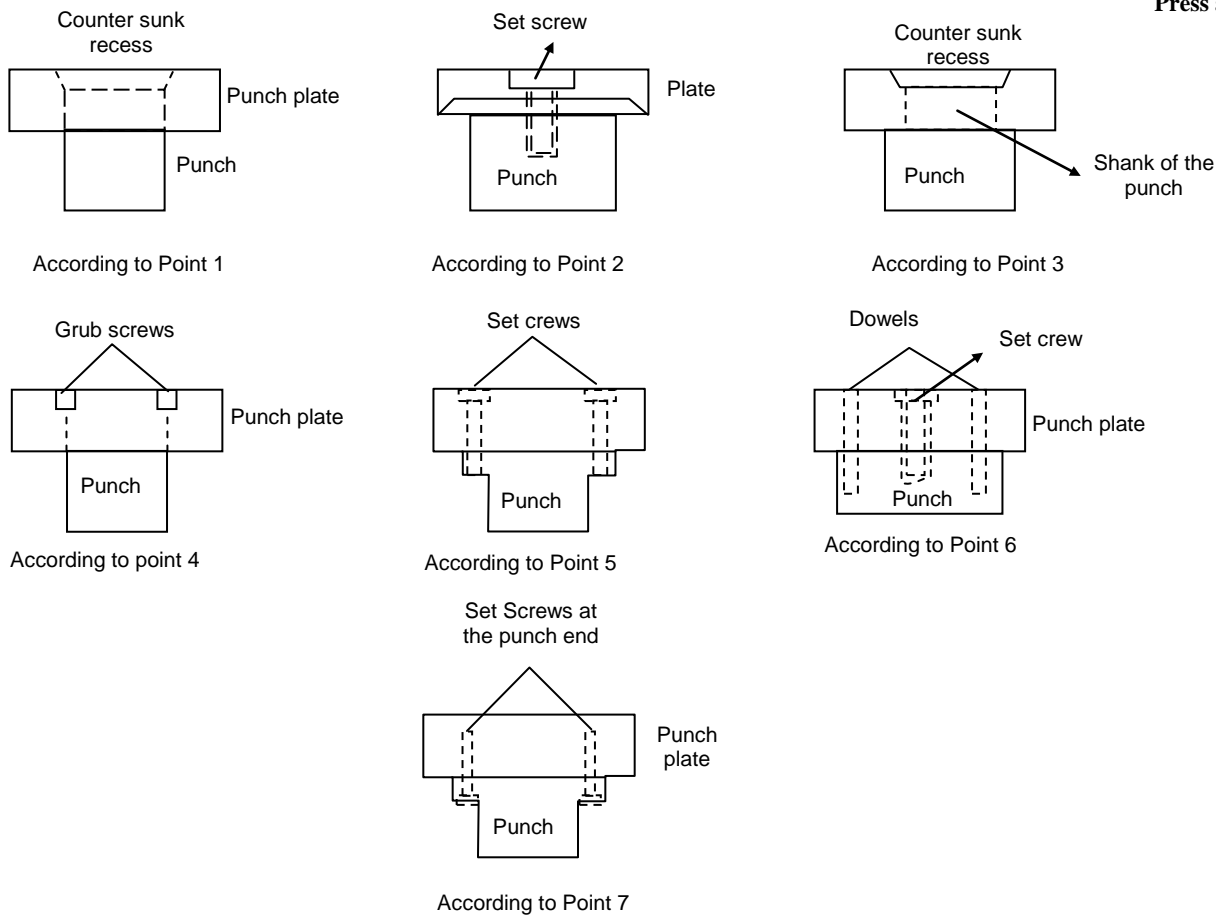 Press
Counter sunk
recess
Punch plate
Punch
According to Point 1
Set screw
Plate
Punch
According to Point 2
Counter sunk
recess
Punch
Shank of the
punch
According to Point 3
Grub screws
Punch plate
Punch
According to point 4
Set crews
Punch
According to Point 5
Dowels
Set crew
Punch plate
Punch
According to Point 6
Set Screws at
the punch end
Punch
plate
Punch
According to Point 7